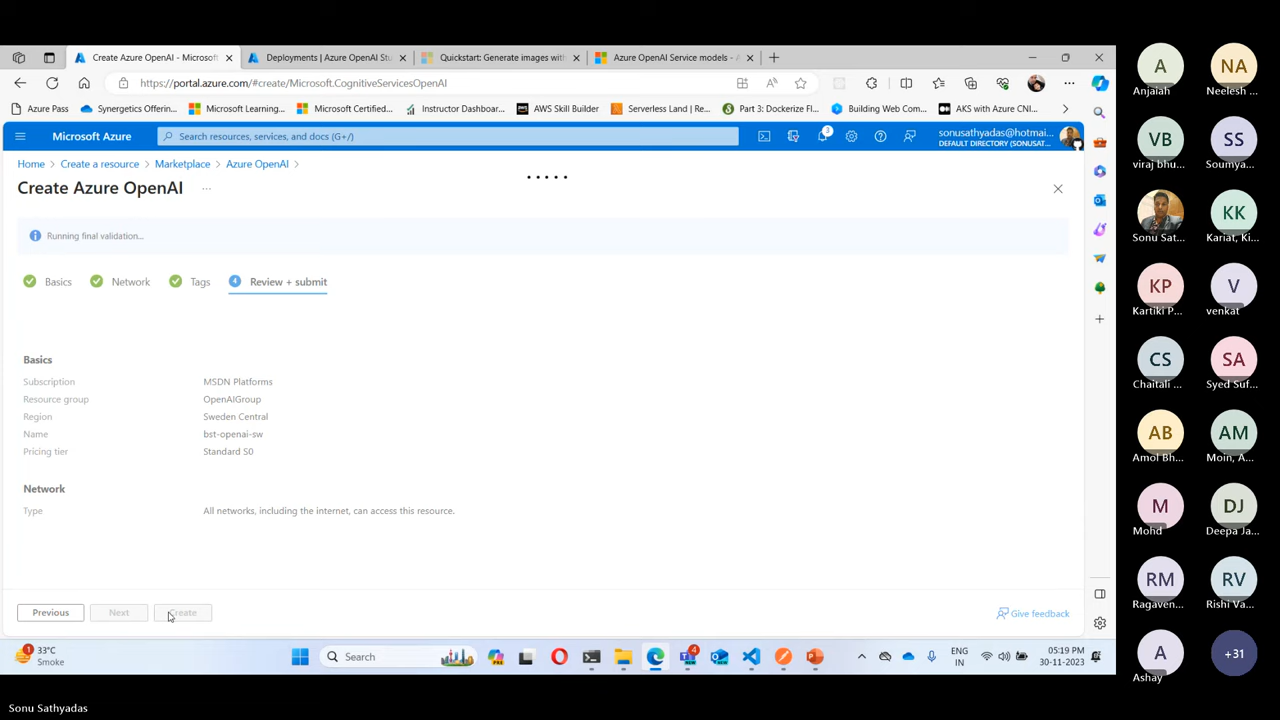 Create Azure OpenAI - Microsoft
Deployments | Azure OpenAI Stu
Quickstart: Generate images with
Azure OpenAI Service models -
https://portal.azure.com/#create/Microsoft.CognitiveServicesOpenAI
Azure Pass
Synergetics Offerin...
Microsoft Learning...
Microsoft Certified...
Instructor Dashboar...
AWS Skill Builder
Serverless Land | Re...
Part 3: Dockerize Fl...
Building Web Com...
AKS with Azure CNI...
Microsoft Azure
Search resources, services, and docs (G+/)
3
sonusathyadas@hotmai...
DEFAULT DIRECTORY (SONUSAT...
Home
Create a resource
Marketplace
Azure OpenAI
Create Azure OpenAI
...
Running final validation...
Basics
Network
Tags
4
Review + submit
Basics
Subscription MSDN Platforms
Resource group OpenAIGroup
Region Sweden Central
Name bst-openai-sw
Pricing tier Standard S0
Network
Type All networks, including the internet, can access this resource.
Previous
Next
Create
Give feedback
1
33°C
Smoke
Search
4
ENG
IN
05:19 PM
30-11-2023
A
Anjaiah
NA
Neelesh ...
VB
viraj bhu...
SS
Soumya...
Sonu Sat...
KK
Kariat, Ki...
KP
Kartiki P...
V
venkat
CS
Chaitali ...
SA
Syed Suf...
AB
Amol Bh...
AM
Moin, A...
M
Mohd
DJ
Deepa Ja...
RM
Ragaven...
RV
Rishi Va...
A
Ashay
+31
Sonu Sathyadas